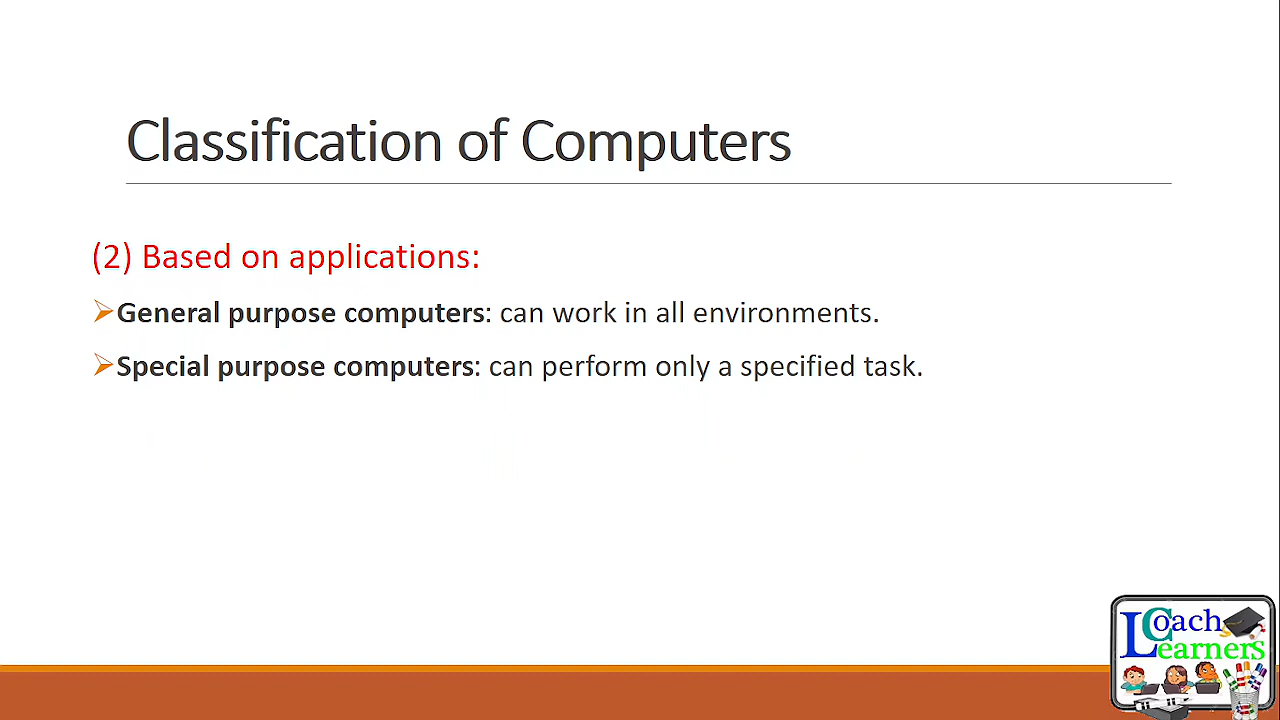 Classification of Computers
(2) Based on applications:
General purpose computers: can work in all environments.
Special purpose computers: can perform only a specified task.
Coach
Learners